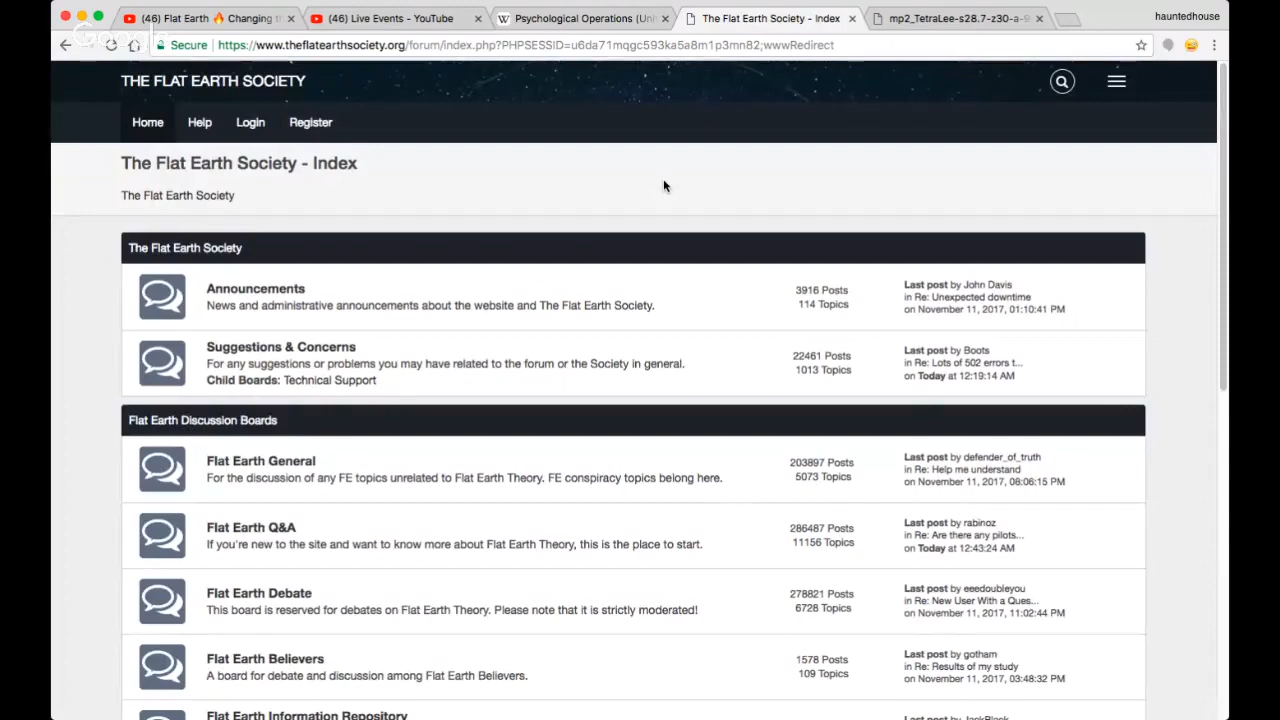 (46) Flat Earth 🔥 Changing th
(46) Live Events - YouTube
Psychological Operations (Uni
The Flat Earth Society - Index
mp2_TetraLee-s28.7-z30-a-9
hauntedhouse
Google
Secure
https://www.theflatearthsociety.org/forum/index.php?PHPSESSID=u6da71mqgc593ka5a8m1p3mn82;wwwRedirect
THE FLAT EARTH SOCIETY
Home Help Login Register
The Flat Earth Society - Index
The Flat Earth Society
The Flat Earth Society
Announcements
News and administrative announcements about the website and The Flat Earth Society.
3916 Posts
114 Topics
Last post by John Davis
in Re: Unexpected downtime
on November 11, 2017, 01:10:41 PM
Suggestions & Concerns
For any suggestions or problems you may have related to the forum or the Society in general.
Child Boards: Technical Support
22461 Posts
1013 Topics
Last post by Boots
in Re: Lots of 502 errors t...
on Today at 12:19:14 AM
Flat Earth Discussion Boards
Flat Earth General
For the discussion of any FE topics unrelated to Flat Earth Theory. FE conspiracy topics belong here.
203897 Posts
5073 Topics
Last post by defender_of_truth
in Re: Help me understand
on November 11, 2017, 08:06:15 PM
Flat Earth Q&A
If you're new to the site and want to know more about Flat Earth Theory, this is the place to start.
286487 Posts
11156 Topics
Last post by rabinoz
in Re: Are there any pilots...
on Today at 12:43:24 AM
Flat Earth Debate
This board is reserved for debates on Flat Earth Theory. Please note that it is strictly moderated!
278821 Posts
6728 Topics
Last post by eeedoubleyou
in Re: New User With a Ques...
on November 11, 2017, 11:02:44 PM
Flat Earth Believers
A board for debate and discussion among Flat Earth Believers.
1578 Posts
109 Topics
Last post by gotham
in Re: Results of my study
on November 11, 2017, 03:48:32 PM
Flat Earth Information Repository
Last post by JackBlack